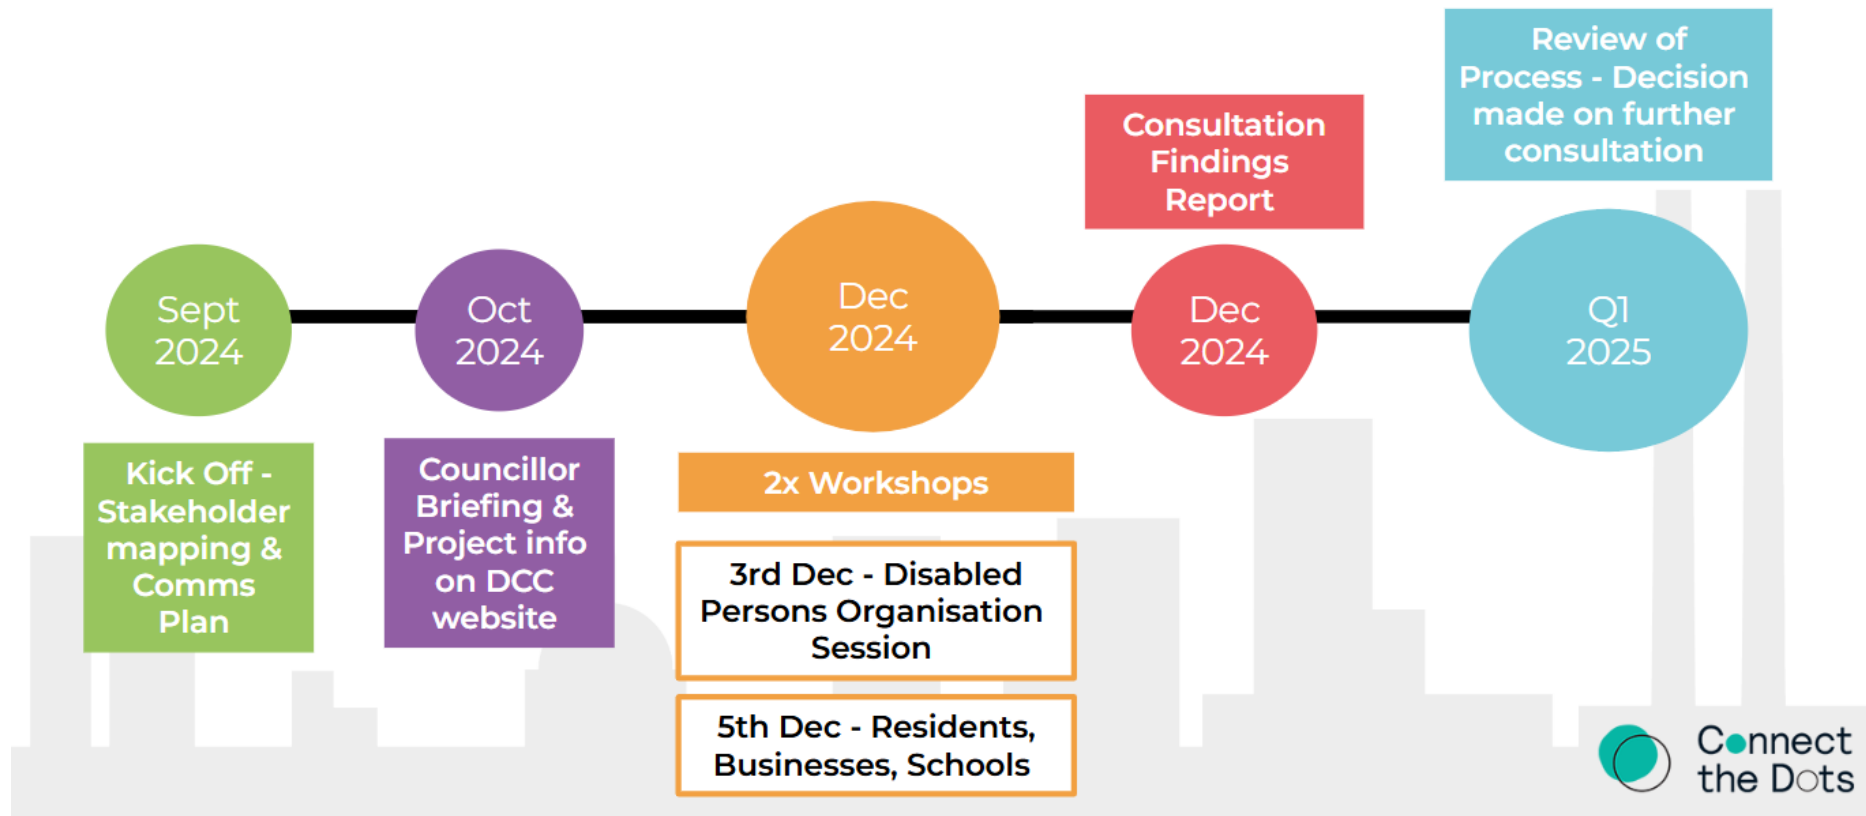 Sept
2024
Kick Off -
Stakeholder
mapping &
Comms
Plan
Oct
2024
Councillor
Briefing &
Project info
on DCC
website
Dec
2024
2x Workshops
3rd Dec - Disabled
Persons Organisation
Session
5th Dec - Residents,
Businesses, Schools
Consultation
Findings
Report
Dec
2024
Review of
Process - Decision
made on further
consultation
Q1
2025
Connect
the Dots